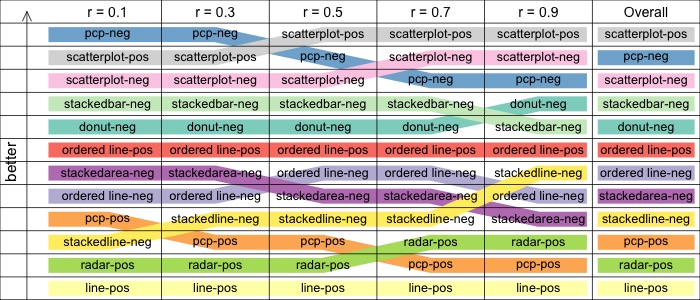 r = 0.1 r = 0.3 r = 0.5 r = 0.7 r = 0.9 Overall
pcp-neg pcp-neg scatterplot-pos scatterplot-pos scatterplot-pos scatterplot-pos
scatterplot-pos scatterplot-pos pcp-neg scatterplot-neg scatterplot-neg pcp-neg
scatterplot-neg scatterplot-neg scatterplot-neg pcp-neg pcp-neg scatterplot-neg
stackedbar-neg stackedbar-neg stackedbar-neg stackedbar-neg donut-neg stackedbar-neg
donut-neg donut-neg donut-neg donut-neg stackedbar-neg donut-neg
ordered line-pos ordered line-pos ordered line-pos ordered line-pos ordered line-pos ordered line-pos
stackedarea-neg stackedarea-neg ordered line-neg ordered line-neg stackedline-neg ordered line-neg
ordered line-neg ordered line-neg stackedarea-neg stackedarea-neg ordered line-neg stackedarea-neg
pcp-pos stackedline-neg stackedline-neg stackedline-neg stackedarea-neg stackedline-neg
stackedline-neg pcp-pos pcp-pos radar-pos radar-pos pcp-pos
radar-pos radar-pos radar-pos pcp-pos pcp-pos radar-pos
line-pos line-pos line-pos line-pos line-pos line-pos
better